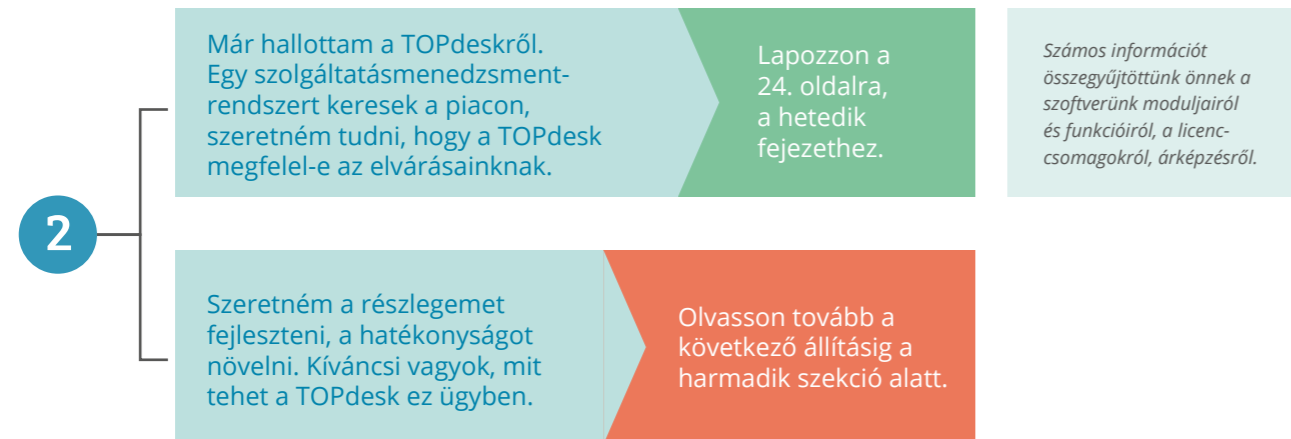 2
Már hallottam a TOPdeskről.
Egy szolgáltatásmenedzsment-
rendszert keresek a piacon,
szeretném tudni, hogy a TOPdesk
megfelel-e az elvárásainknak.
Lapozzon a
24. oldalra,
a hetedik
fejezethez.
Számos információt
összegyűjtöttünk önnek a
szoftverünk moduljairól
és funkcióiról, a licenc-
csomagokról, árképzésről.
Szeretném a részlegemet
fejleszteni, a hatékonyságot
növelni. Kíváncsi vagyok, mit
tehet a TOPdesk ez ügyben.
Olvasson tovább a
következő állításig a
harmadik szekció alatt.